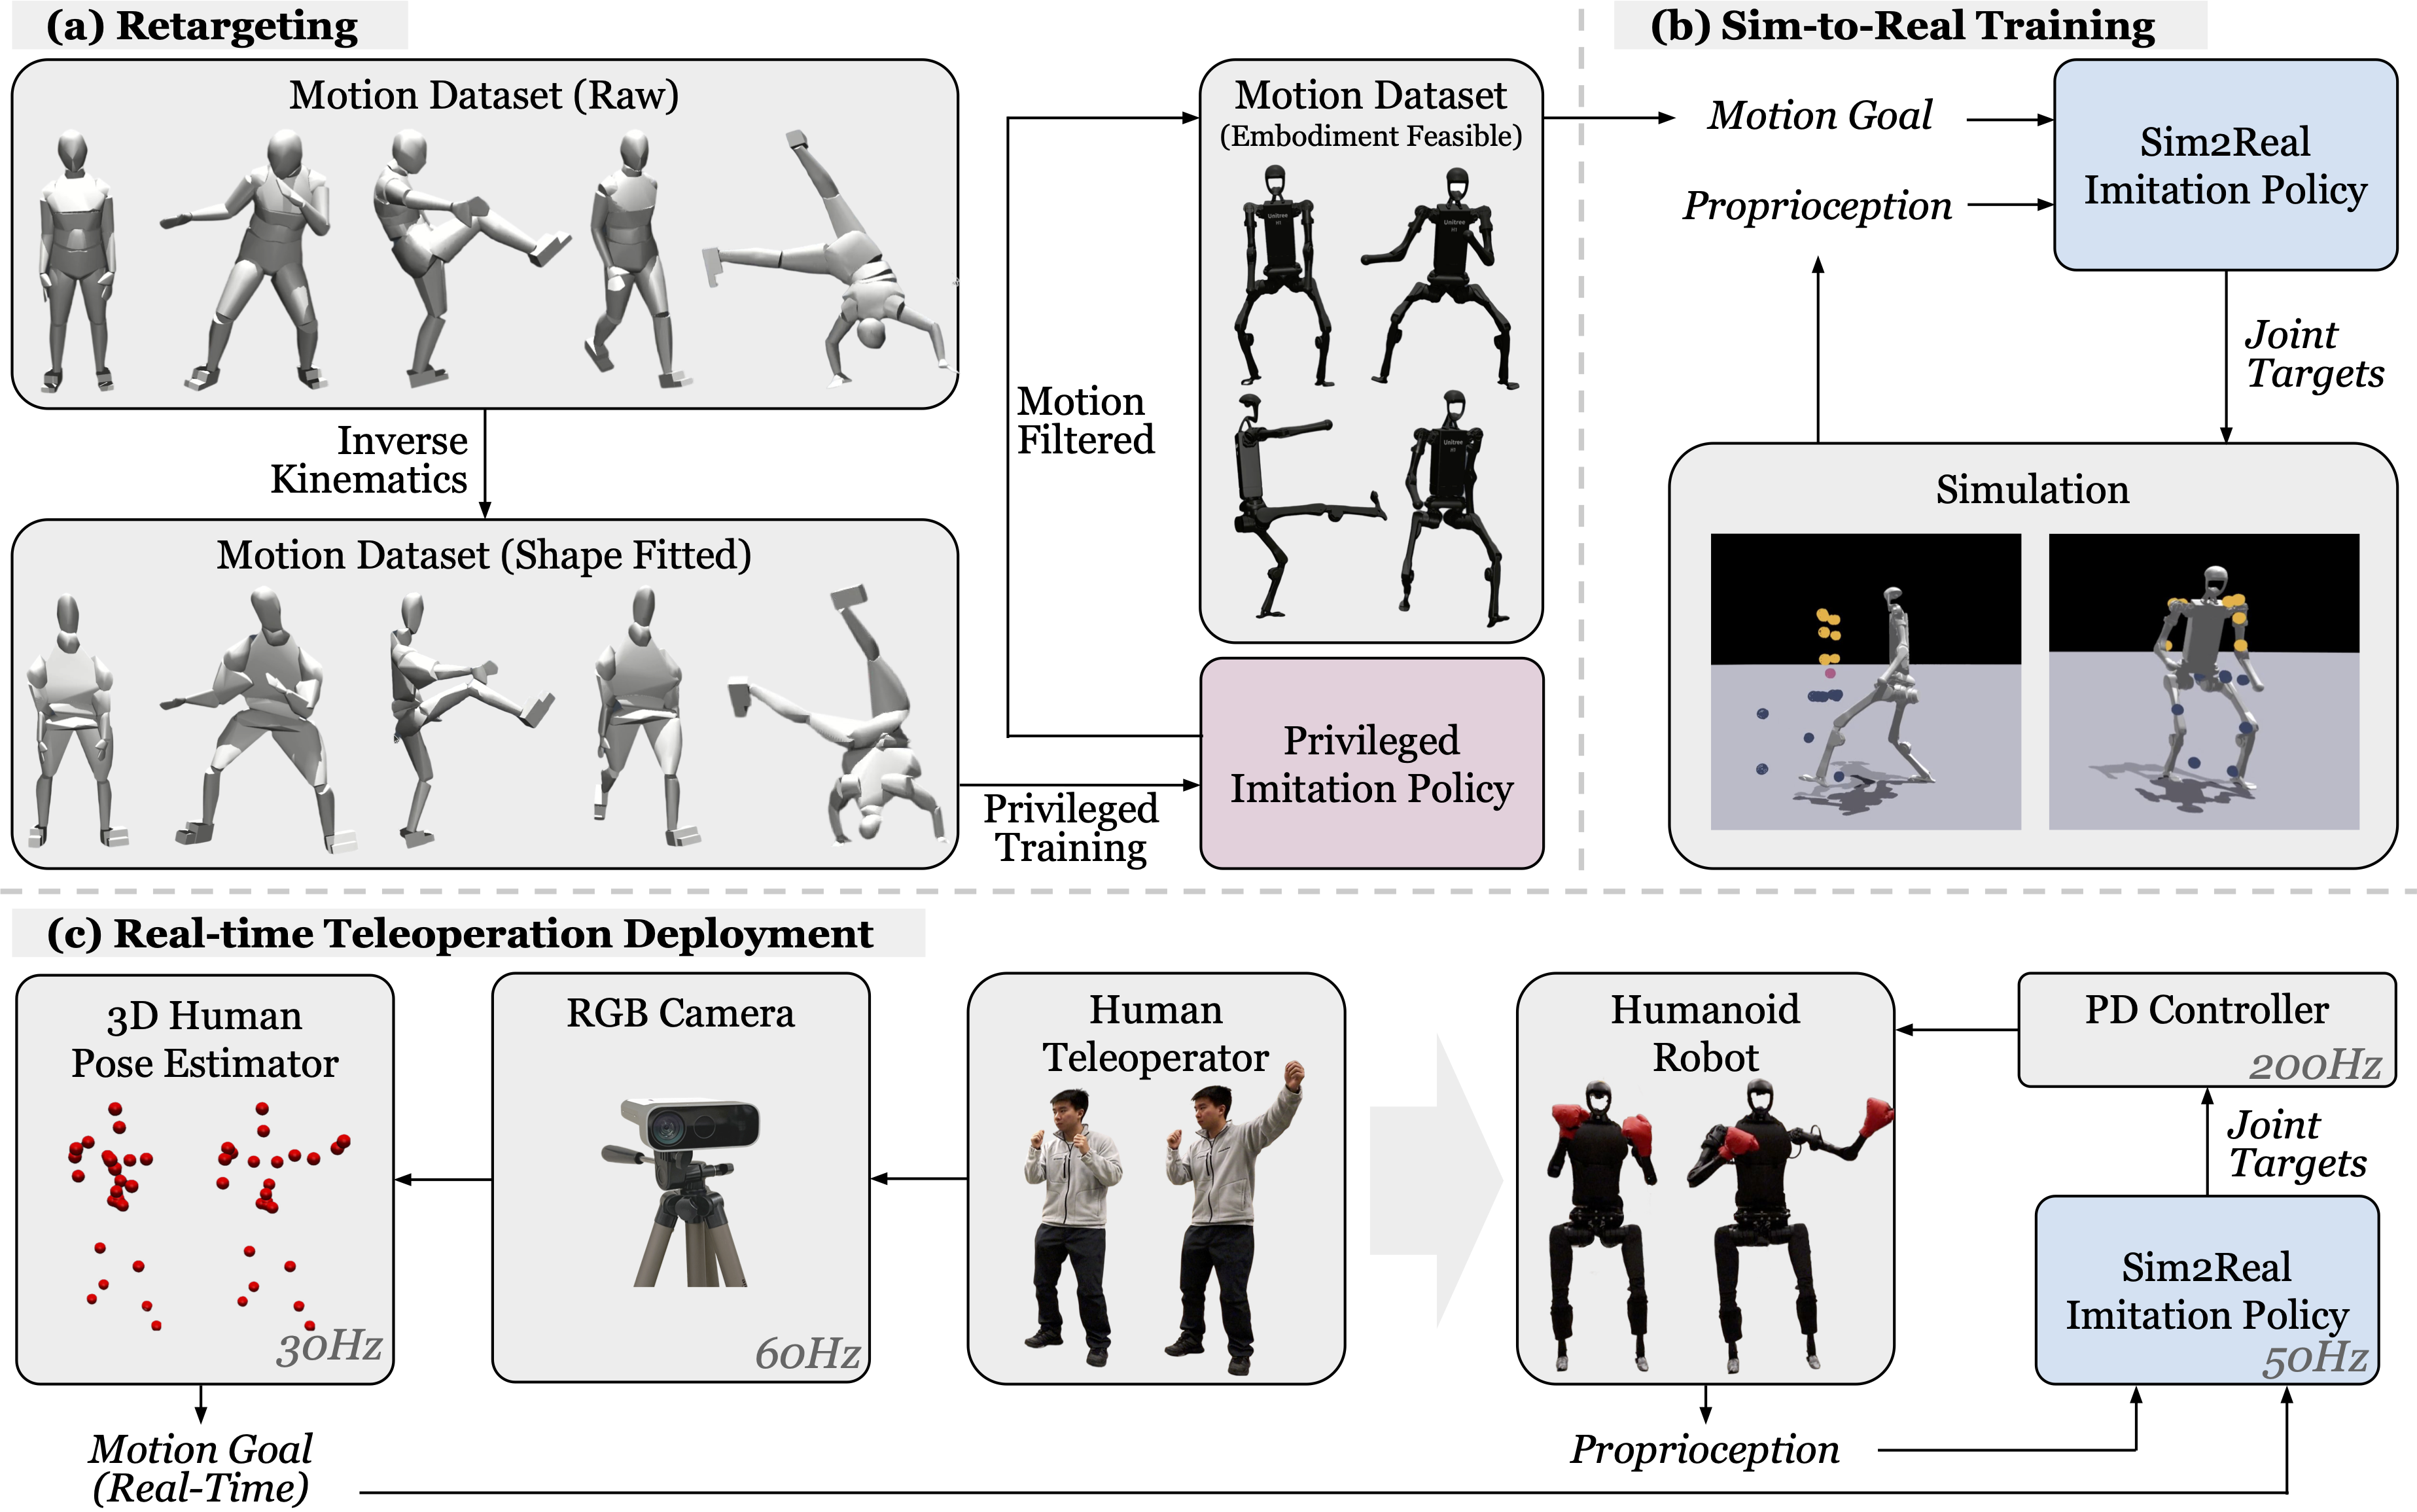 (a) Retargeting
Motion Dataset (Raw)
Inverse
Kinematics
Motion Dataset (Shape Fitted)
Privileged
Training
Motion
Filtered
Motion Dataset
(Embodiment Feasible)
Unitree
Unitree
Unitree
Privileged
Imitation Policy
(b) Sim-to-Real Training
Motion Goal
Proprioception
Sim2Real
Imitation Policy
Joint
Targets
Simulation
(c) Real-time Teleoperation Deployment
3D Human
Pose Estimator
30Hz
Motion Goal
(Real-Time)
RGB Camera
60Hz
Human
Teleoperator
Humanoid
Robot
Proprioception
PD Controller
200Hz
Joint
Targets
Sim2Real
Imitation Policy
50Hz